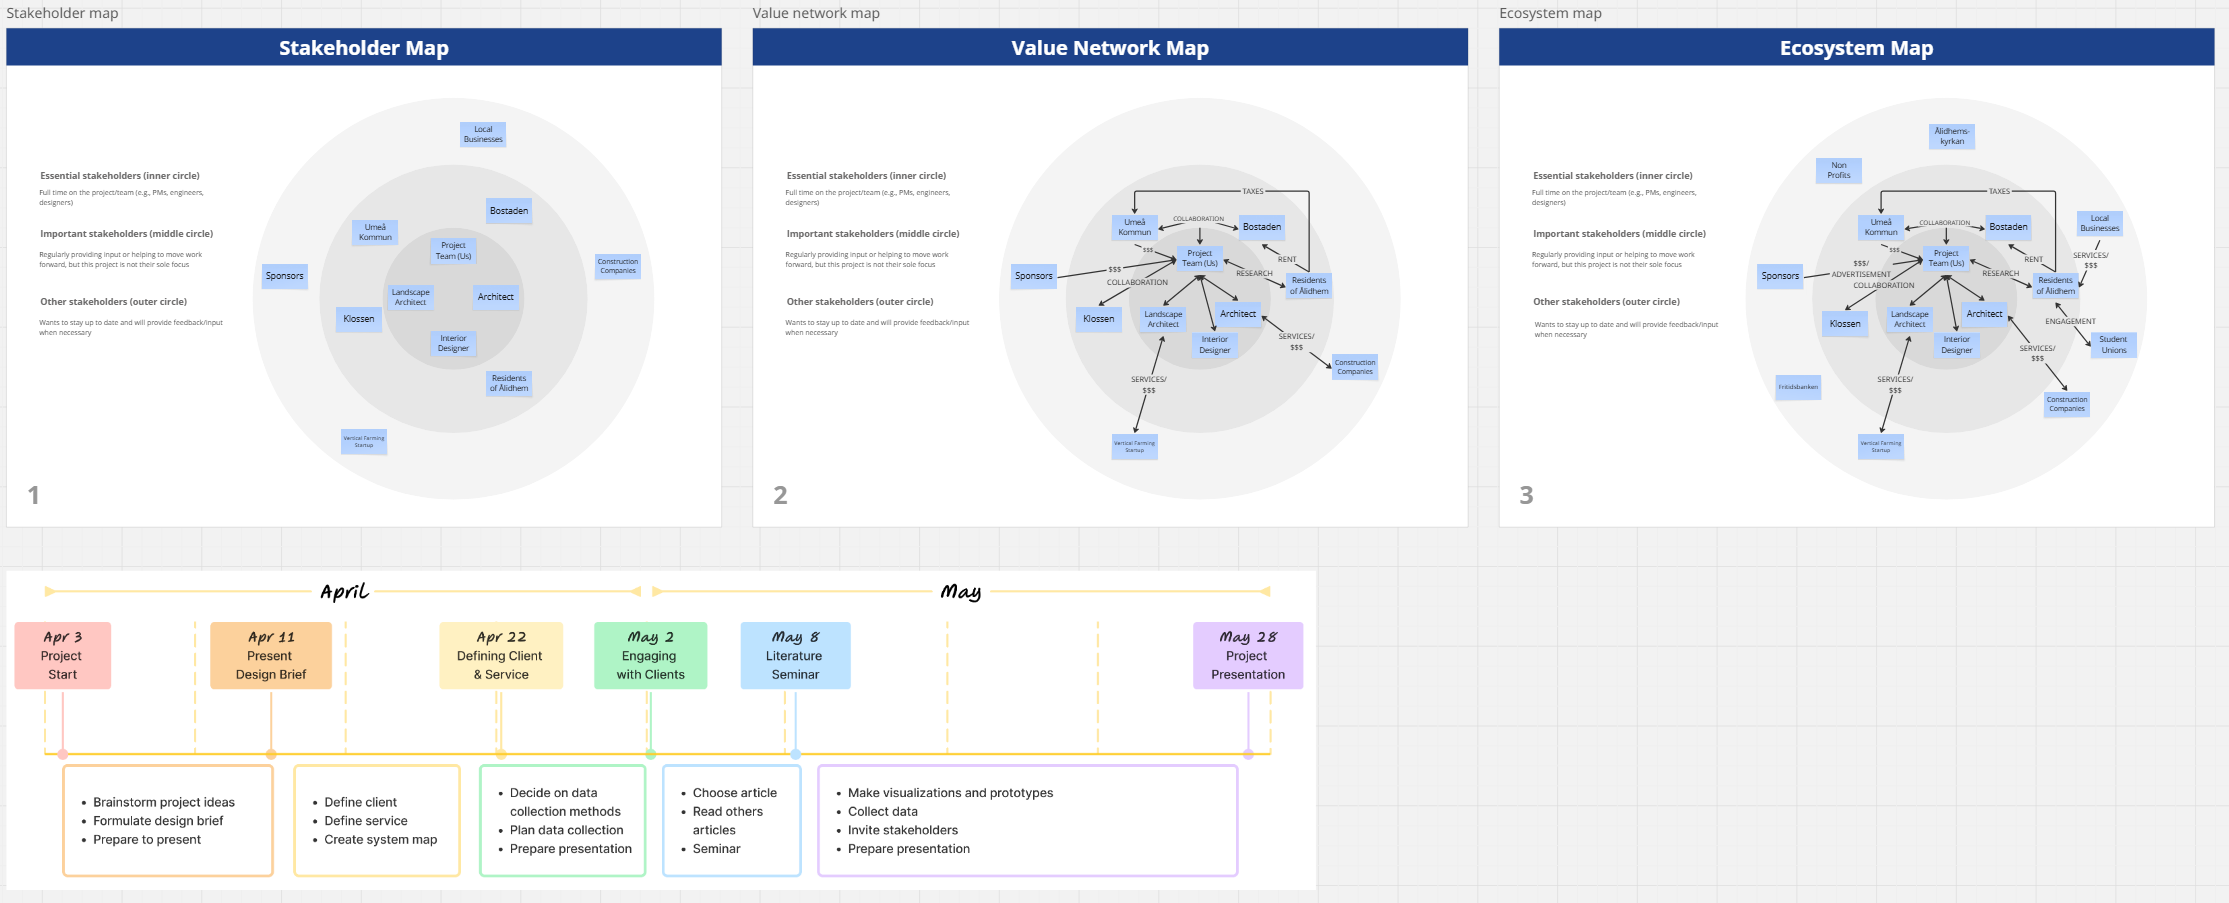 Stakeholder map
Stakeholder Map
Local
Businesses
Essential stakeholders (inner circle)
Full time on the project/team (e.g., PMs, engineers,
designers)
Important stakeholders (middle circle)
Regularly providing input or helping to move work
forward, but this project is not their sole focus
Other stakeholders (outer circle)
Wants to stay up to date and will provide feedback/input
when necessary
Bostaden
Umeå
Kommun
Project
Team (Us)
Construction
Companies
Sponsors
Landscape
Architect
Architect
Klossen
Interior
Designer
Residents
of Ålidhem
Vertical Farming
Startup
1
Value network map
Value Network Map
Essential stakeholders (inner circle)
Full time on the project/team (e.g., PMs, engineers,
designers)
Important stakeholders (middle circle)
Regularly providing input or helping to move work
forward, but this project is not their sole focus
Other stakeholders (outer circle)
Wants to stay up to date and will provide feedback/input
when necessary
TAXES
Umeå
Kommun
COLLABORATION
Bostaden
$$$
Project
Team (Us)
RENT
Sponsors
$$$
RESEARCH
COLLABORATION
Residents
of Ålidhem
Klossen
Landscape
Architect
Architect
Interior
Designer
SERVICES/
$$$
Construction
Companies
SERVICES/
$$$
Vertical Farming
Startup
2
Ecosystem map
Ecosystem Map
Ålidhems-
kyrkan
Non
Profits
Essential stakeholders (inner circle)
Full time on the project/team (e.g., PMs, engineers,
designers)
Important stakeholders (middle circle)
Regularly providing input or helping to move work
forward, but this project is not their sole focus
Other stakeholders (outer circle)
Wants to stay up to date and will provide feedback/input
when necessary
TAXES
Umeå
Kommun
COLLABORATION
Bostaden
Local
Businesses
$$$
Project
Team (Us)
RENT
SERVICES/
$$$
Sponsors
$$$/
ADVERTISEMENT
RESEARCH
COLLABORATION
Residents
of Ålidhem
Klossen
Landscape
Architect
Architect
ENGAGEMENT
Interior
Designer
Student
Unions
SERVICES/
$$$
Fritidsbanken
SERVICES/
$$$
Construction
Companies
Vertical Farming
Startup
3
April
May
Apr 3
Project
Start
Apr 11
Present
Design Brief
Apr 22
Defining Client
& Service
May 2
Engaging
with Clients
May 8
Literature
Seminar
May 28
Project
Presentation
• Brainstorm project ideas
• Formulate design brief
• Prepare to present
• Define client
• Define service
• Create system map
• Decide on data
collection methods
• Plan data collection
• Prepare presentation
• Choose article
• Read others
articles
• Seminar
• Make visualizations and prototypes
• Collect data
• Invite stakeholders
• Prepare presentation